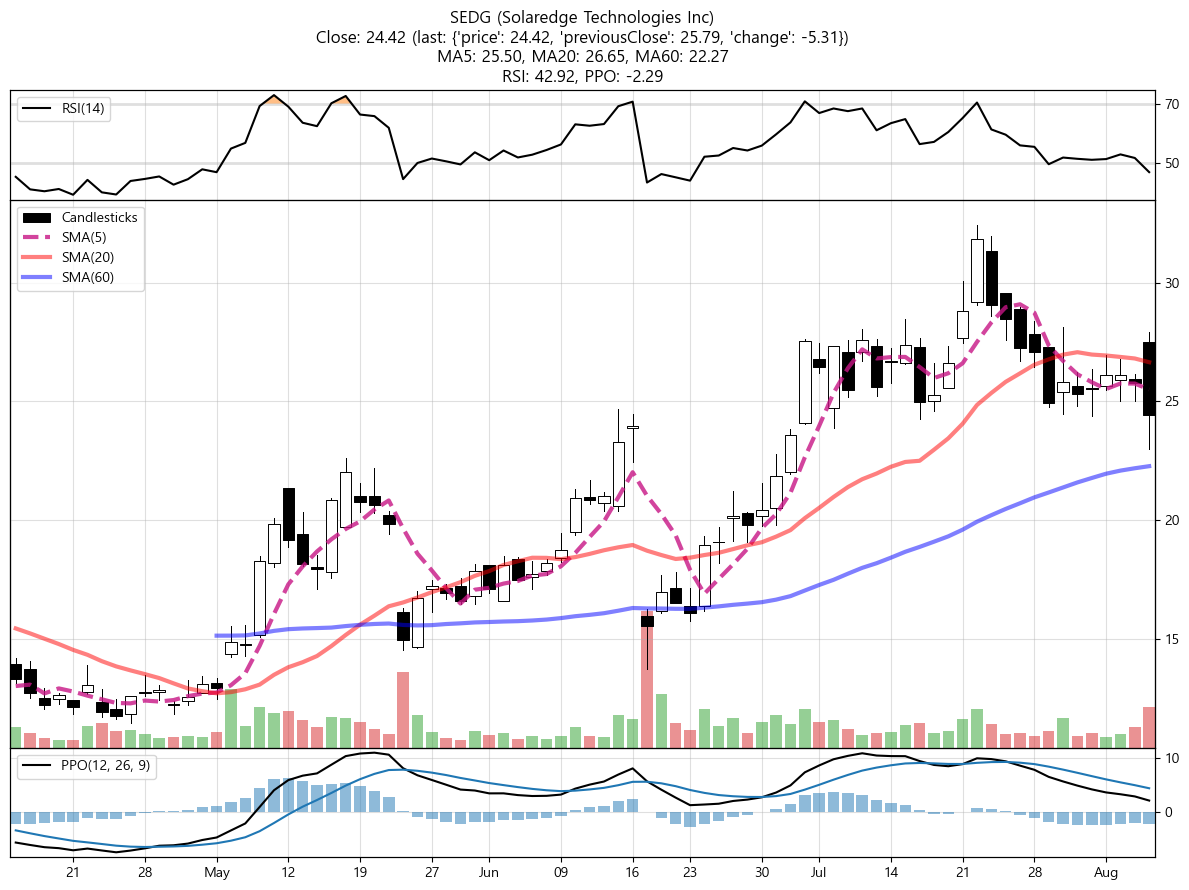 SEDG (Solaredge Technologies Inc)
Close: 24.42 (last: {'price': 24.42, 'previousClose': 25.79, 'change': -5.31})
MA5: 25.50, MA20: 26.65, MA60: 22.27
RSI: 42.92, PPO: -2.29
RSI(14)
70
50
Candlesticks
SMA(5)
SMA(20)
SMA(60)
30
25
20
15
PPO(12, 26, 9)
10
0
21 28 May 12 19 27 Jun 09 16 23 30 Jul 14 21 28 Aug